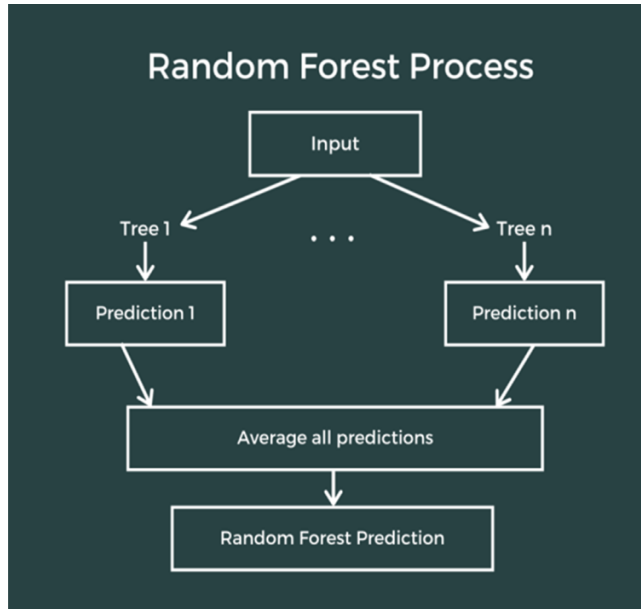 Random Forest Process
Input
Tree 1
. . .
Tree n
Prediction 1
Prediction n
Average all predictions
Random Forest Prediction